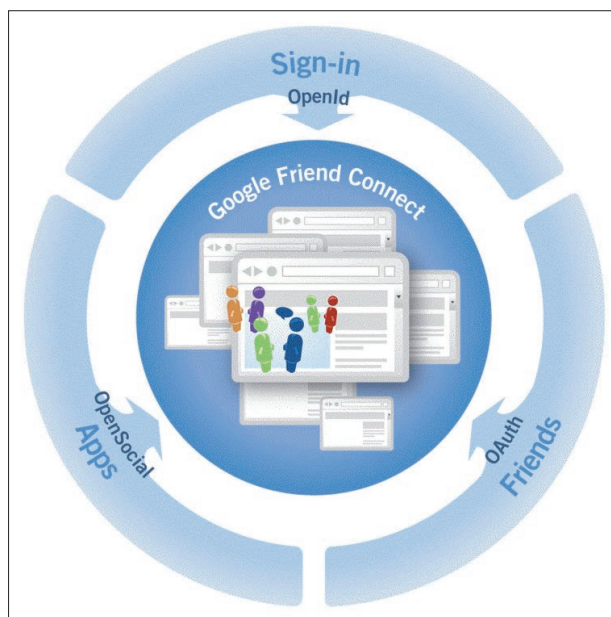 Sign-in
OpenId
Google Friend Connect
OpenSocial
Apps
OAuth
Friends